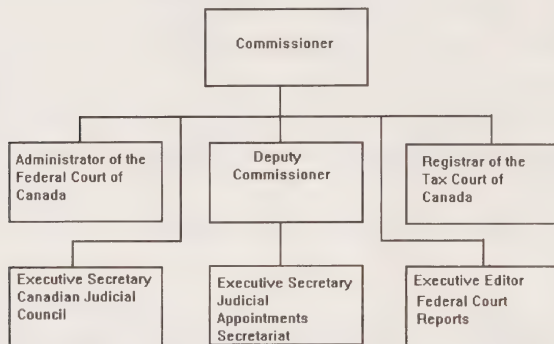 Commissioner
Administrator of the
Federal Court of
Canada
Deputy
Commissioner
Registrar of the
Tax Court of
Canada
Executive Secretary
Canadian Judicial
Council
Executive Secretary
Judicial
Appointments
Secretariat
Executive Editor
Federal Court
Reports